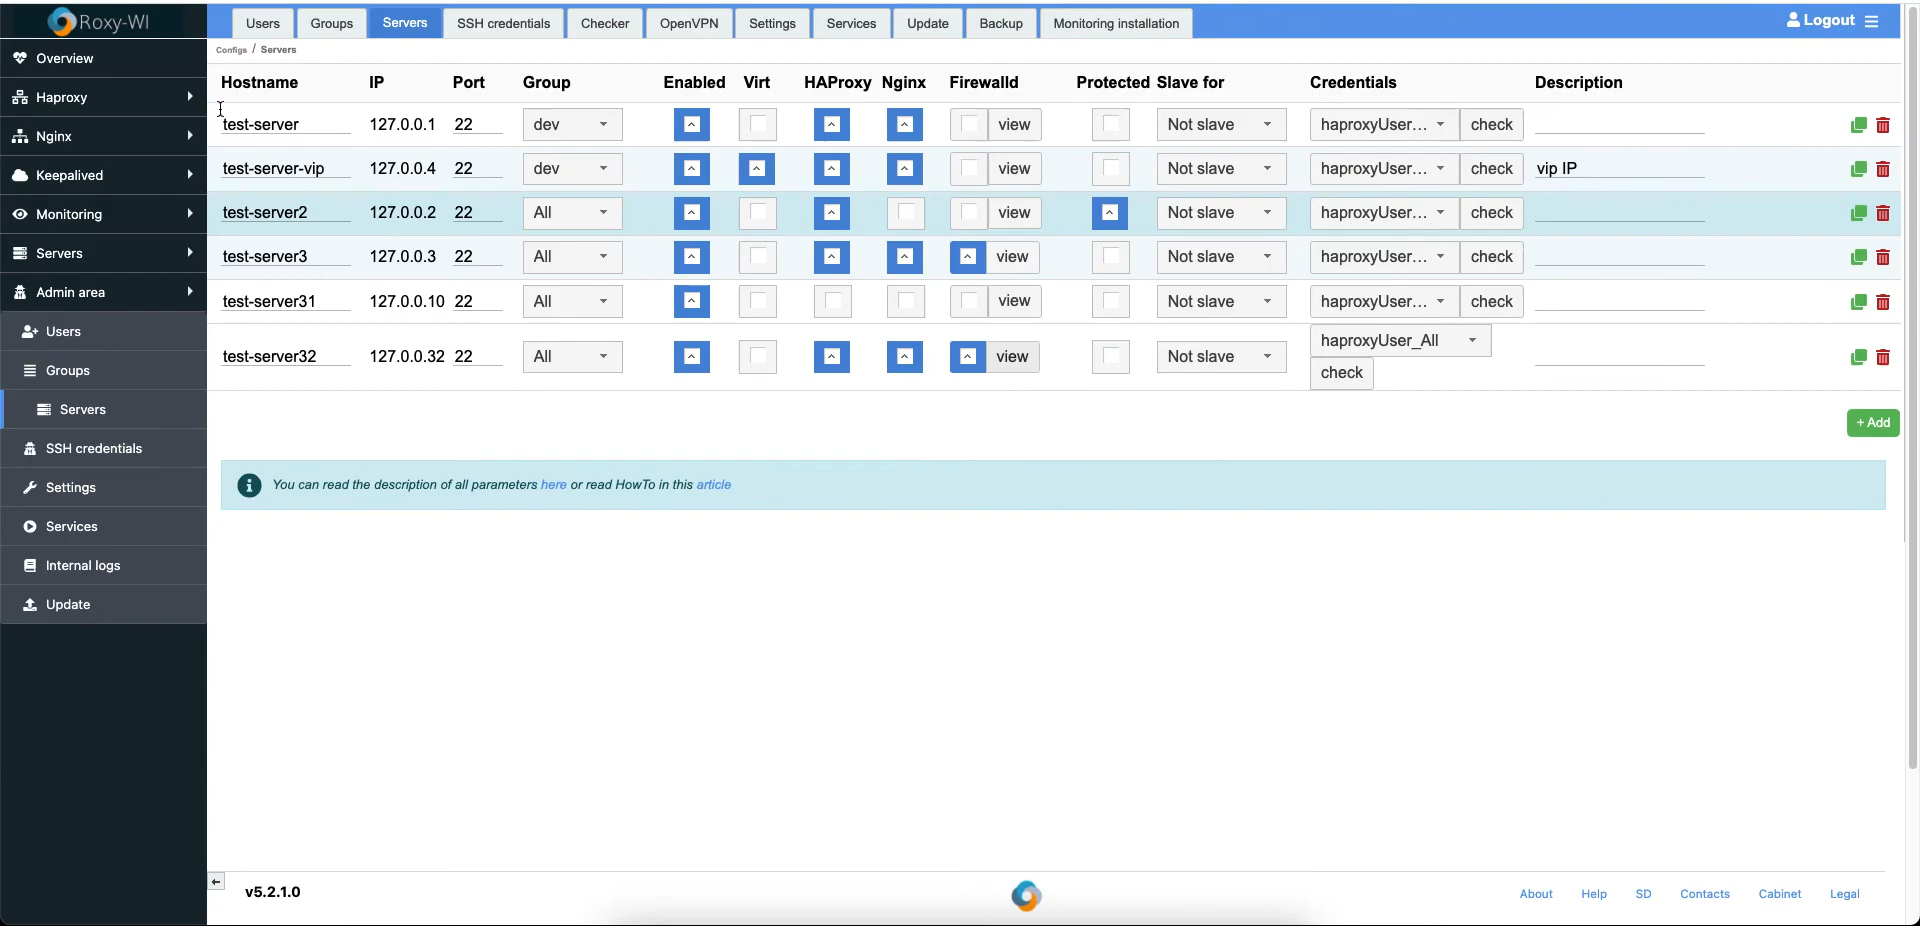 Roxy-WI
Users Groups Servers SSH credentials Checker OpenVPN Settings Services Update Backup Monitoring installation Logout
Configs / Servers
Overview
Haproxy
Nginx
Keepalived
Monitoring
Servers
Admin area
Users
Groups
Servers
SSH credentials
Settings
Services
Internal logs
Update
Hostname IP Port Group Enabled Virt HAProxy Nginx Firewalld Protected Slave for Credentials Description
test-server 127.0.0.1 22 dev view Not slave haproxyUser... check
test-server-vip 127.0.0.4 22 dev view Not slave haproxyUser... check vip IP
test-server2 127.0.0.2 22 All view Not slave haproxyUser... check
test-server3 127.0.0.3 22 All view Not slave haproxyUser... check
test-server31 127.0.0.10 22 All view Not slave haproxyUser... check
test-server32 127.0.0.32 22 All view Not slave haproxyUser_All
check
+ Add
You can read the description of all parameters here or read HowTo in this article
v5.2.1.0
About Help SD Contacts Cabinet Legal